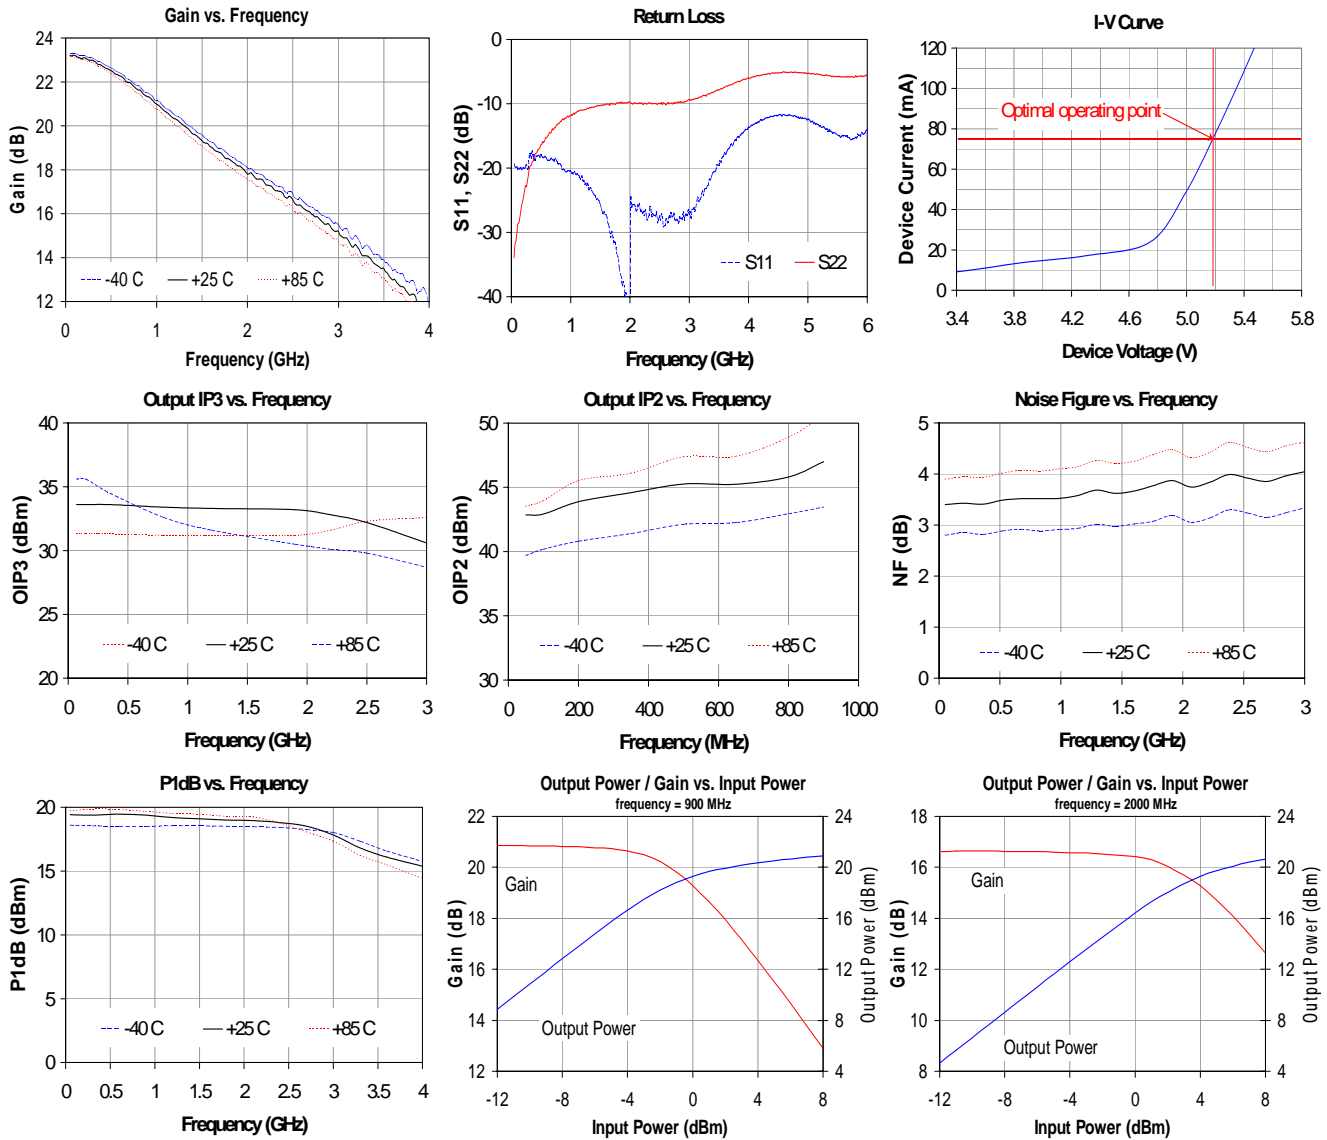 Gain vs. Frequency
24
22
20
18
16
14
12
Gain (dB)
-40 C
+25 C
+85 C
0
1
2
3
4
Frequency (GHz)
Return Loss
0
-10
-20
-30
-40
S11, S22 (dB)
S11
S22
0
1
2
3
4
5
6
Frequency (GHz)
I-V Curve
120
100
80
60
40
20
0
Device Current (mA)
Optimal operating point
3.4
3.8
4.2
4.6
5.0
5.4
5.8
Device Voltage (V)
Output IP3 vs. Frequency
40
35
30
25
20
OIP3 (dBm)
-40 C
+25 C
+85 C
0
0.5
1
1.5
2
2.5
3
Frequency (GHz)
Output IP2 vs. Frequency
50
45
40
35
30
OIP2 (dBm)
-40 C
+25 C
+85 C
0
200
400
600
800
1000
Frequency (MHz)
Noise Figure vs. Frequency
5
4
3
2
1
0
NF (dB)
-40 C
+25 C
+85 C
0
0.5
1
1.5
2
2.5
3
Frequency (GHz)
P1dB vs. Frequency
20
15
10
5
0
P1dB (dBm)
-40 C
+25 C
+85 C
0
0.5
1
1.5
2
2.5
3
3.5
4
Frequency (GHz)
Output Power / Gain vs. Input Power
frequency = 900 MHz
22
20
18
16
14
12
Gain (dB)
Gain
Output Power
24
20
16
12
8
4
Output Power (dBm)
-12
-8
-4
0
4
8
Input Power (dBm)
Output Power / Gain vs. Input Power
frequency = 2000 MHz
18
16
14
12
10
8
Gain (dB)
Gain
Output Power
24
20
16
12
8
4
Output Power (dBm)
-12
-8
-4
0
4
8
Input Power (dBm)